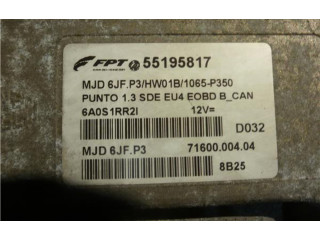 FPT 55195817
MJD 6JF.P3/HW01B/1065-P350
PUNTO 1.3 SDE EU4 EOBD B_CAN
6A0S1RR2I 12V=
D032
MJD 6JF.P3 71600.004.04
8B25